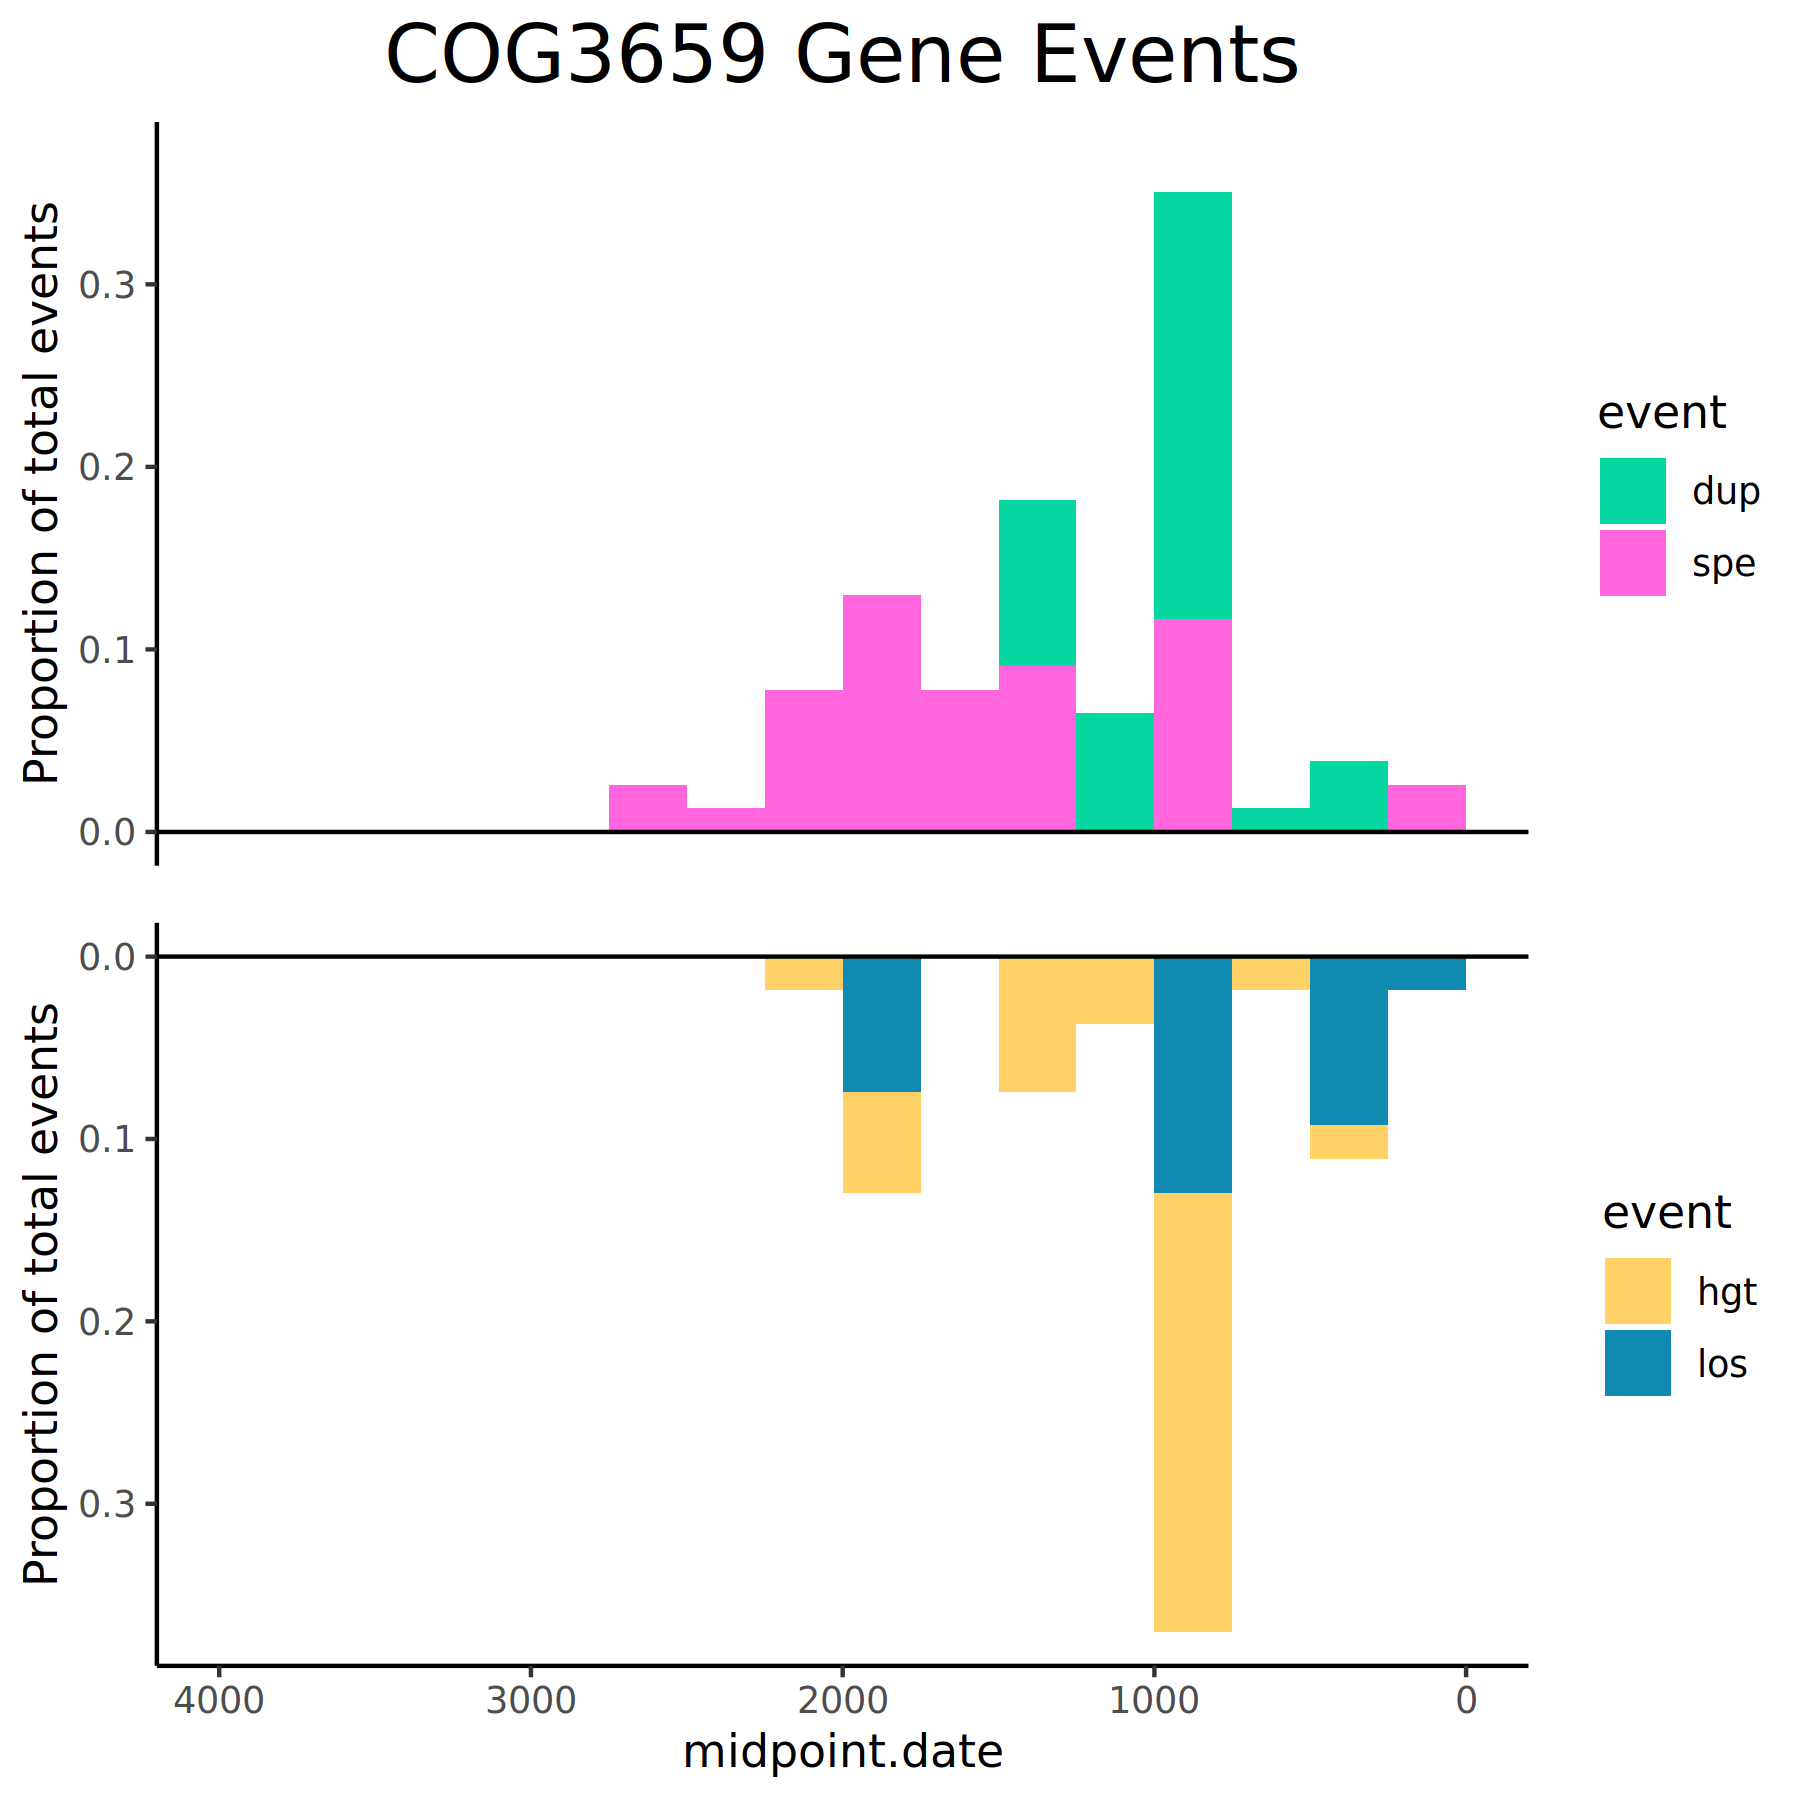 COG3659 Gene Events
Proportion of total events
0.3
0.2
0.1
0.0
event
dup
spe
Proportion of total events
0.0
0.1
0.2
0.3
event
hgt
los
4000 3000 2000 1000 0
midpoint.date